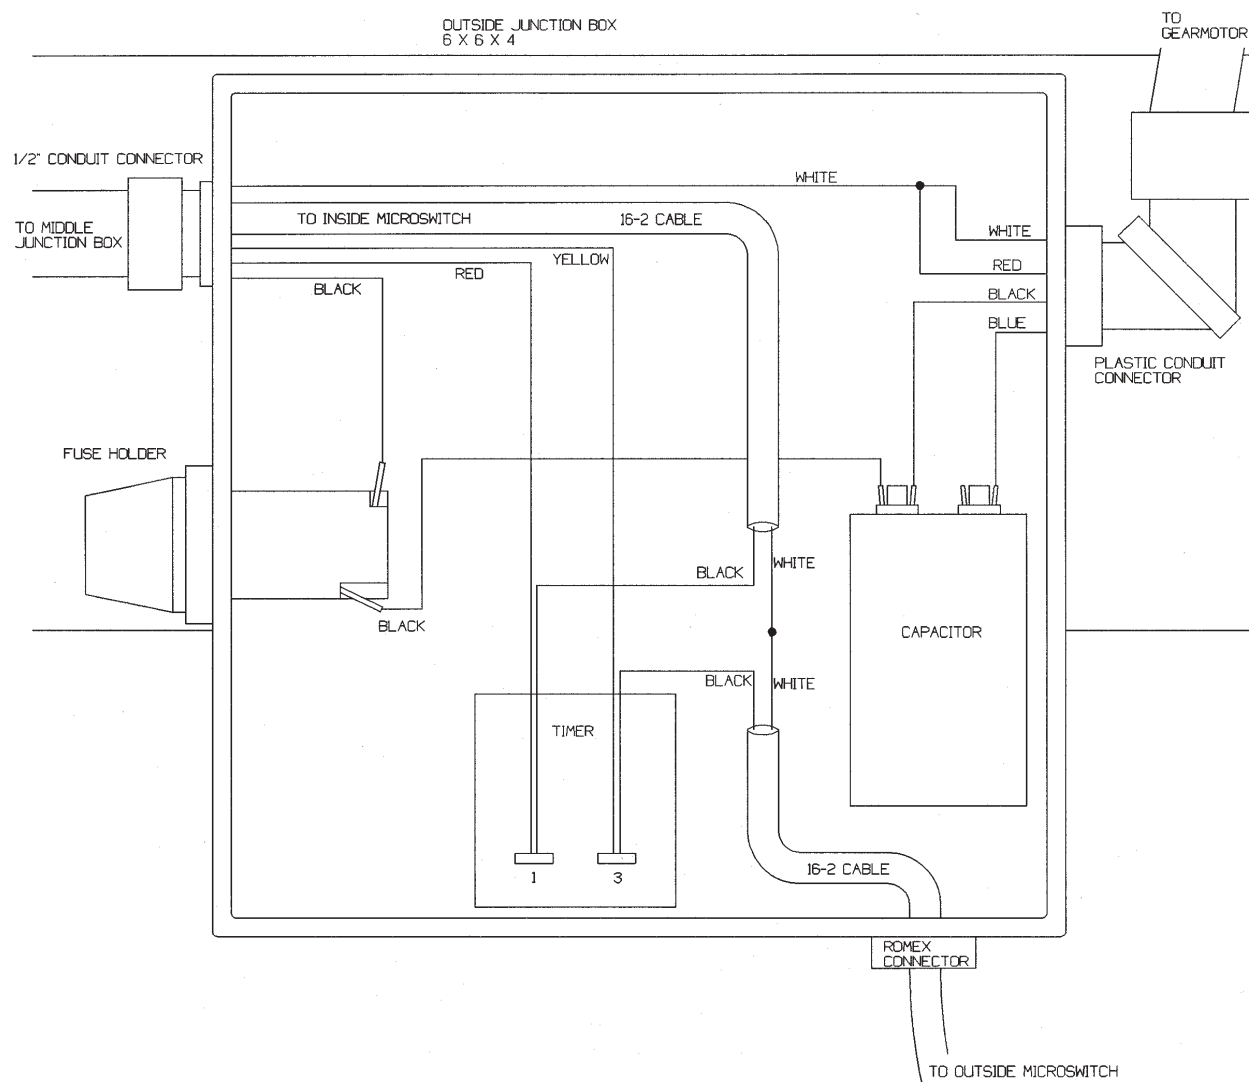 OUTSIDE JUNCTION BOX
6 X 6 X 4
TO
GEARMOTOR
1/2" CONDUIT CONNECTOR
WHITE
TO MIDDLE
JUNCTION BOX
TO INSIDE MICROSWITCH
16-2 CABLE
WHITE
YELLOW
RED
RED
BLACK
BLACK
BLUE
PLASTIC CONDUIT
CONNECTOR
FUSE HOLDER
WHITE
BLACK
BLACK
CAPACITOR
BLACK
WHITE
TIMER
16-2 CABLE
1
3
ROMEX
CONNECTOR
TO OUTSIDE MICROSWITCH